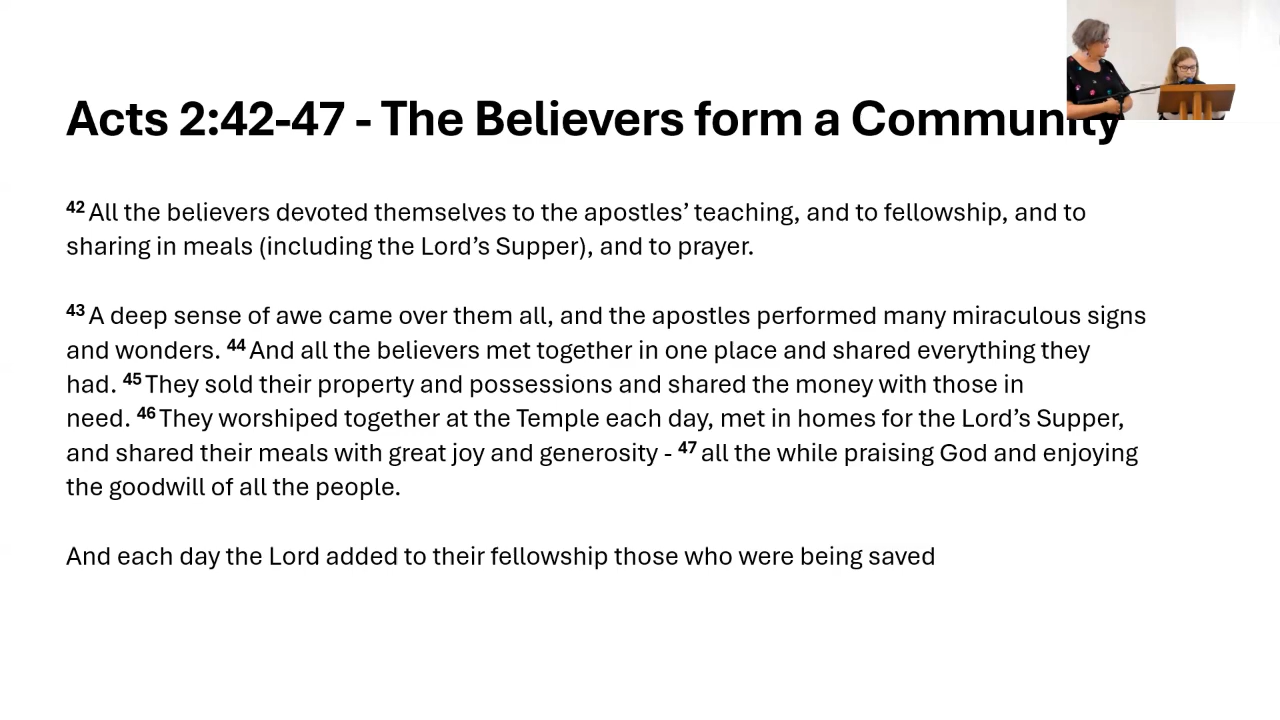 Acts 2:42-47 - The Believers form a Community
42 All the believers devoted themselves to the apostles’ teaching, and to fellowship, and to
sharing in meals (including the Lord’s Supper), and to prayer.
43 A deep sense of awe came over them all, and the apostles performed many miraculous signs
and wonders. 44 And all the believers met together in one place and shared everything they
had. 45 They sold their property and possessions and shared the money with those in
need. 46 They worshiped together at the Temple each day, met in homes for the Lord’s Supper,
and shared their meals with great joy and generosity - 47 all the while praising God and enjoying
the goodwill of all the people.
And each day the Lord added to their fellowship those who were being saved